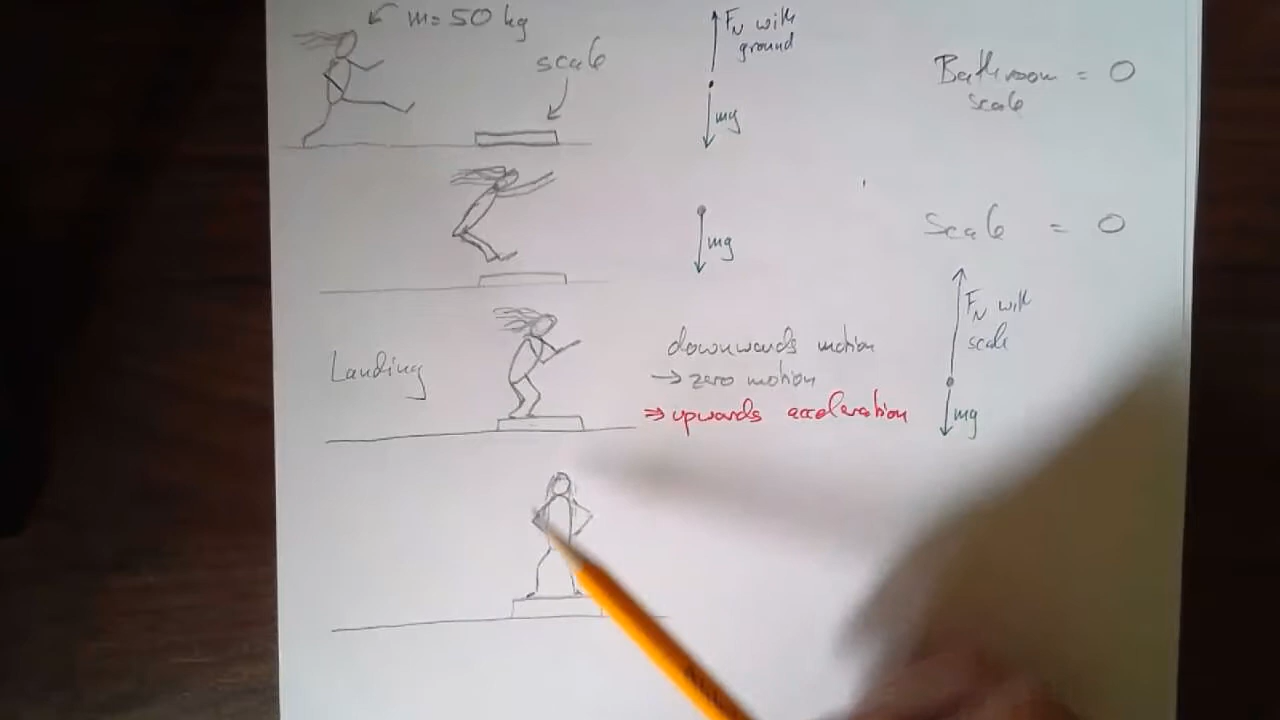 m = 50 kg
scale
F_N with
ground
mg
Bathroom = 0
scale
mg
Scale = 0
Landing
downwards motion
→ zero motion
⇒ upwards acceleration
F_N with
scale
mg